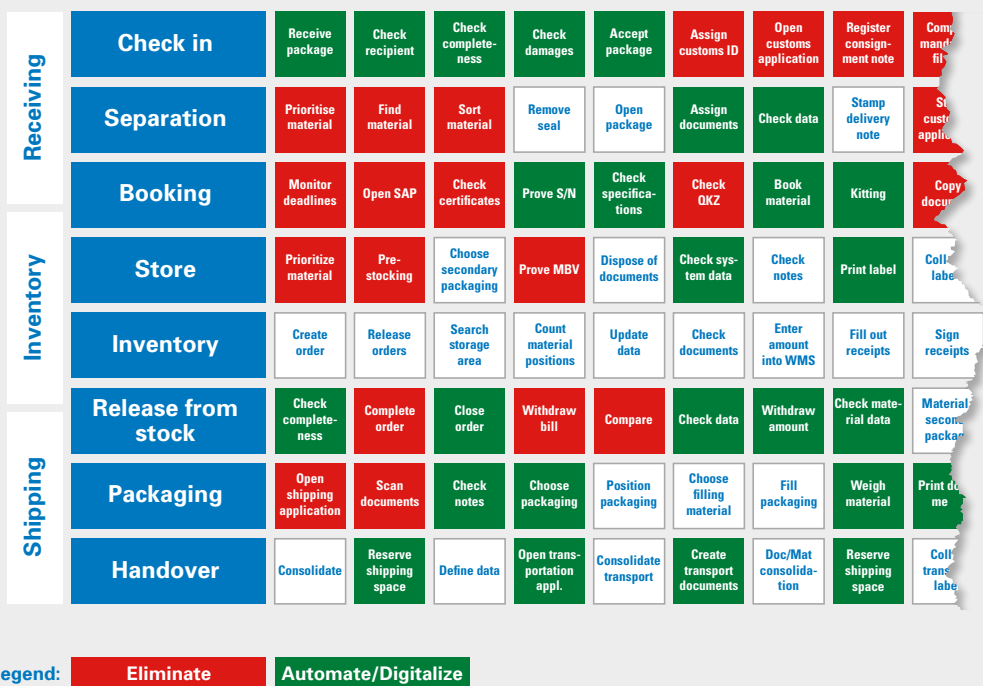 Receiving
Check in
Receive
package
Check
recipient
Check
complete-
ness
Check
damages
Accept
package
Assign
customs ID
Open
customs
application
Register
consign-
ment note
Separation
Prioritise
material
Find
material
Sort
material
Remove
seal
Open
package
Assign
documents
Check data
Stamp
delivery
note
Booking
Monitor
deadlines
Open SAP
Check
certificates
Prove S/N
Check
specifica-
tions
Check
QKZ
Book
material
Kitting
Copy
Inventory
Store
Prioritize
material
Pre-
stocking
Choose
secondary
packaging
Prove MBV
Dispose of
documents
Check sys-
tem data
Check
notes
Print label
Inventory
Create
order
Release
orders
Search
storage
area
Count
material
positions
Update
data
Check
documents
Enter
amount
into WMS
Fill out
receipts
Sign
receipts
Shipping
Release from
stock
Check
complete-
ness
Complete
order
Close
order
Withdraw
bill
Compare
Check data
Withdraw
amount
Check mate-
rial data
Material
Packaging
Open
shipping
application
Scan
documents
Check
notes
Choose
packaging
Position
packaging
Choose
filling
material
Fill
packaging
Weigh
material
Print
Handover
Consolidate
Reserve
shipping
space
Define data
Open trans-
portation
appl.
Consolidate
transport
Create
transport
documents
Doc/Mat
consolida-
tion
Reserve
shipping
space
egend:
Eliminate
Automate/Digitalize